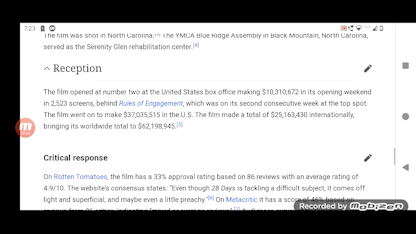 7:23
The film was shot in North Carolina. The YMCA Blue Ridge Assembly in Black Mountain, North Carolina,
served as the Serenity Glen rehabilitation center.[4]
Reception
The film opened at number two at the United States box office making $10,310,672 in its opening weekend
in 2,523 screens, behind Rules of Engagement, which was on its second consecutive week at the top spot.
The film went on to make $37,035,515 in the U.S. The film made a total of $25,163,430 internationally,
bringing its worldwide total to $62,198,945.[5]
Critical response
On Rotten Tomatoes, the film has a 33% approval rating based on 86 reviews with an average rating of
4.9/10. The website's consensus states: "Even though 28 Days is tackling a difficult subject, it comes off
light and superficial, and maybe even a little preachy."[6] On Metacritic it has a score of 46% based on
Recorded by mobizen